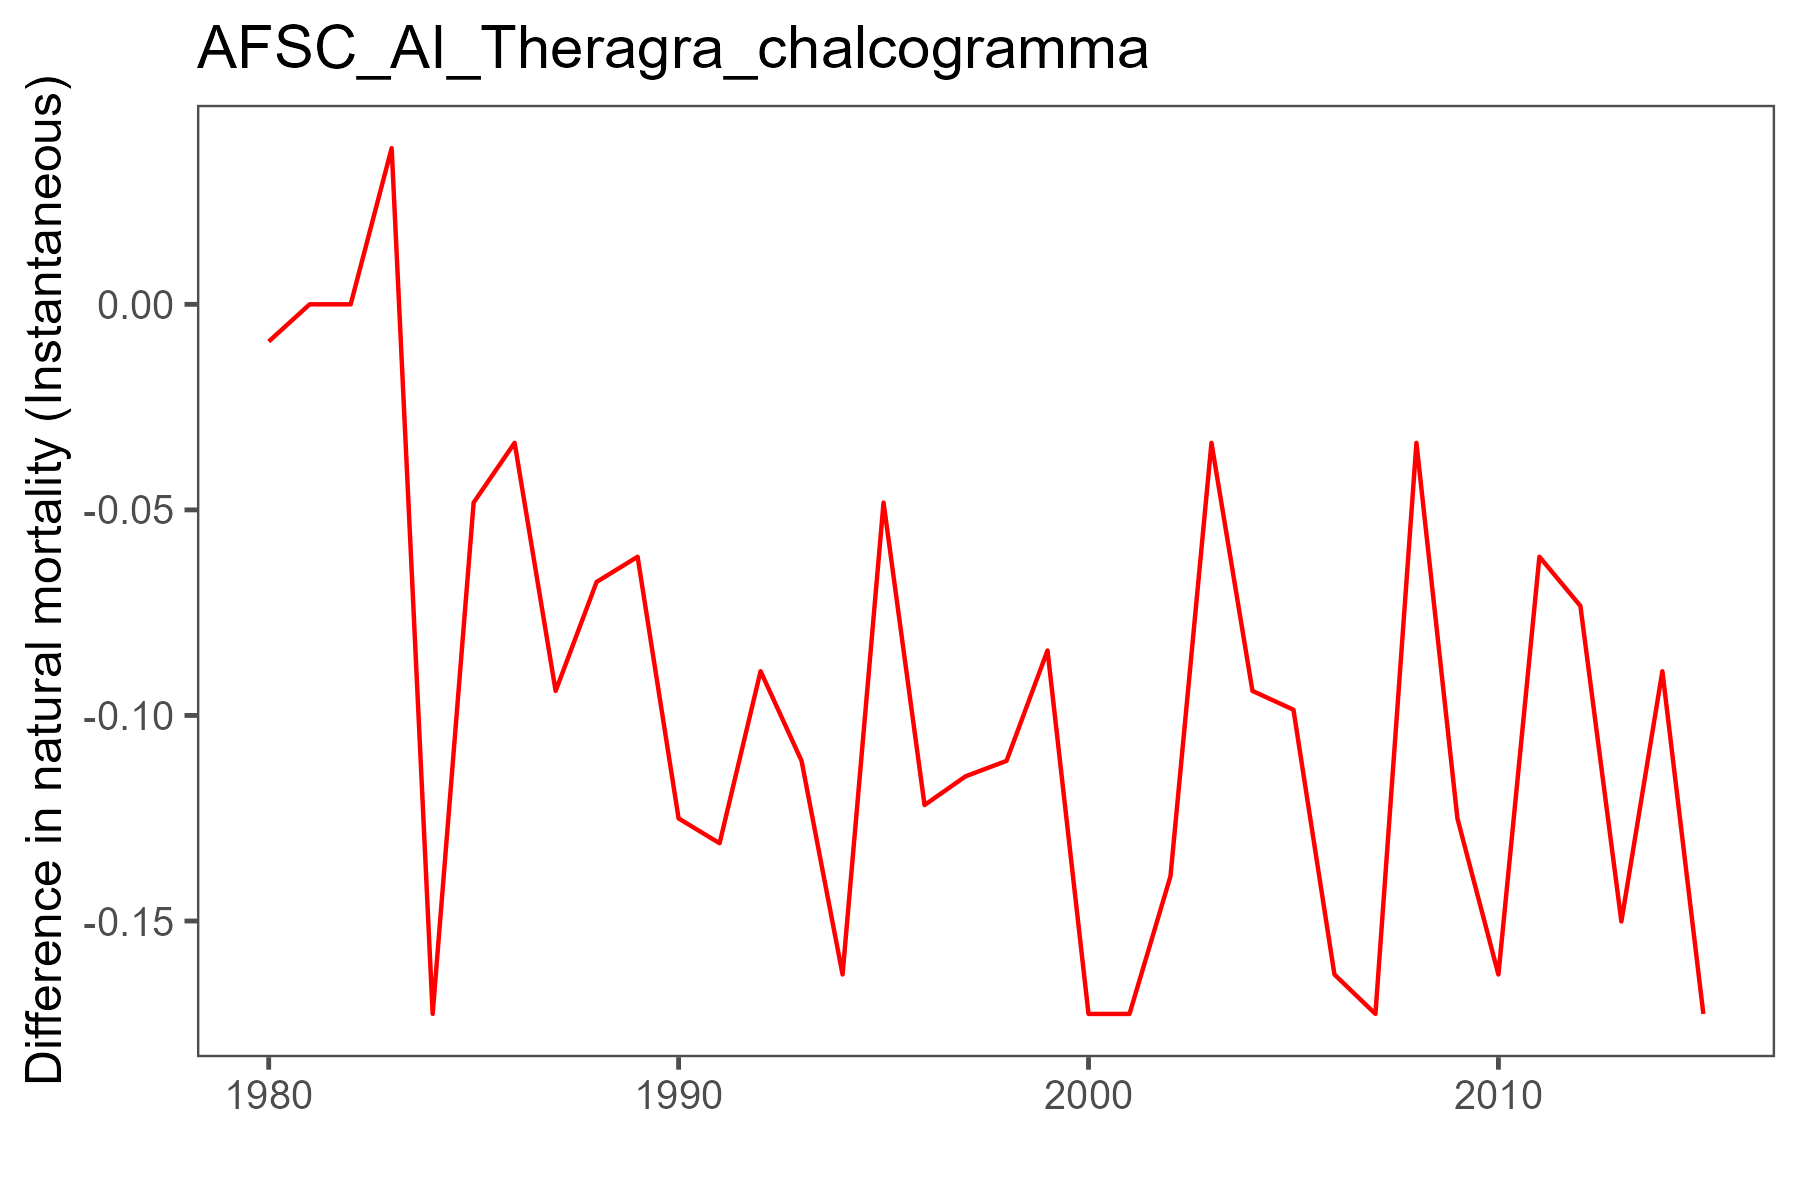 AFSC_AI_Theragra_chalcogramma
Difference in natural mortality (Instantaneous)
0.00
-0.05
-0.10
-0.15
1980 1990 2000 2010